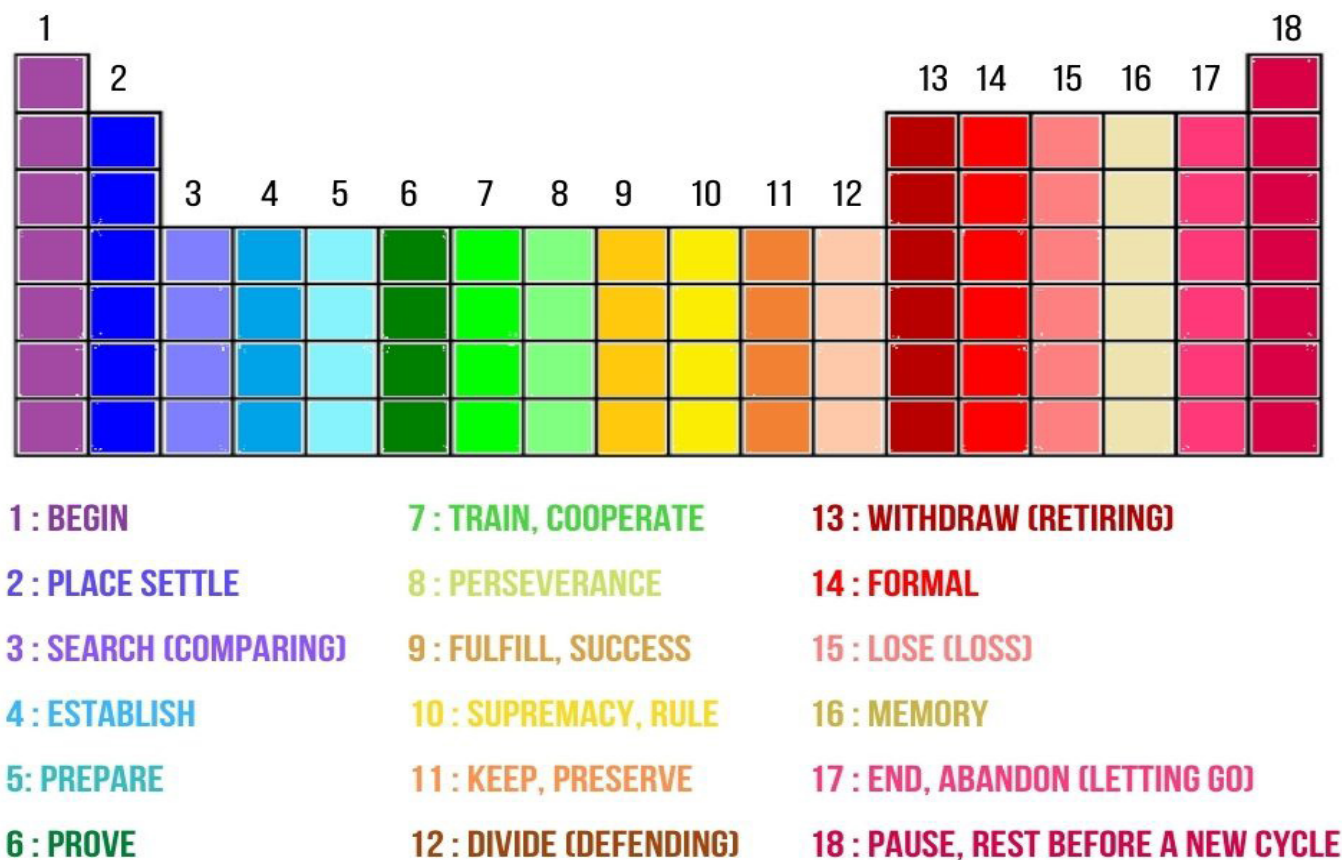 1
18
2
13 14 15 16 17
3 4 5 6 7 8 9 10 11 12
1 : BEGIN
2 : PLACE SETTLE
3 : SEARCH (COMPARING)
4 : ESTABLISH
5: PREPARE
6 : PROVE
7 : TRAIN, COOPERATE
8 : PERSEVERANCE
9 : FULFILL, SUCCESS
10 : SUPREMACY, RULE
11 : KEEP, PRESERVE
12 : DIVIDE (DEFENDING)
13 : WITHDRAW (RETIRING)
14 : FORMAL
15 : LOSE (LOSS)
16 : MEMORY
17 : END, ABANDON (LETTING GO)
18 : PAUSE, REST BEFORE A NEW CYCLE